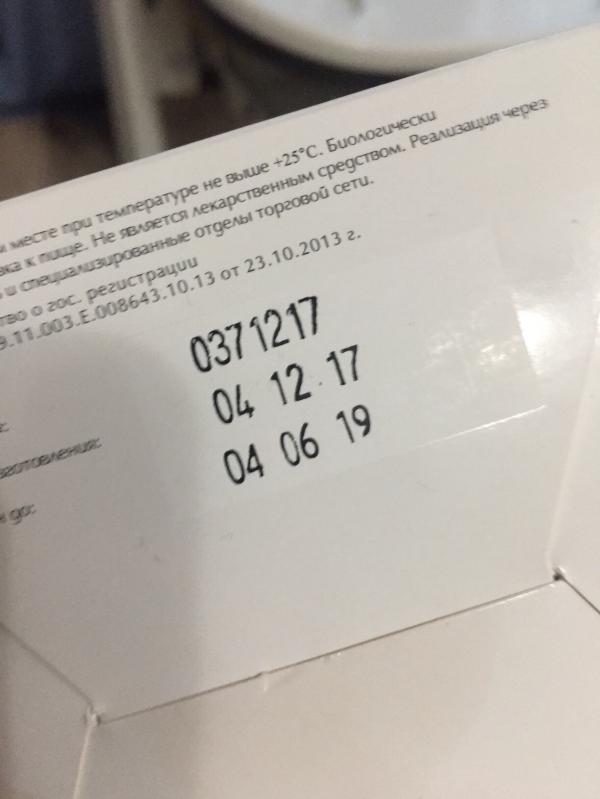 месте при температуре не выше +25°С. Биологически
к пище. Не является лекарственным средством. Реализация через
и специализированные отделы торговой сети.
о гос. регистрации
.11.003.Е.008643.10.13 от 23.10.2013 г.
0371217
04 12 17
04 06 19
до: